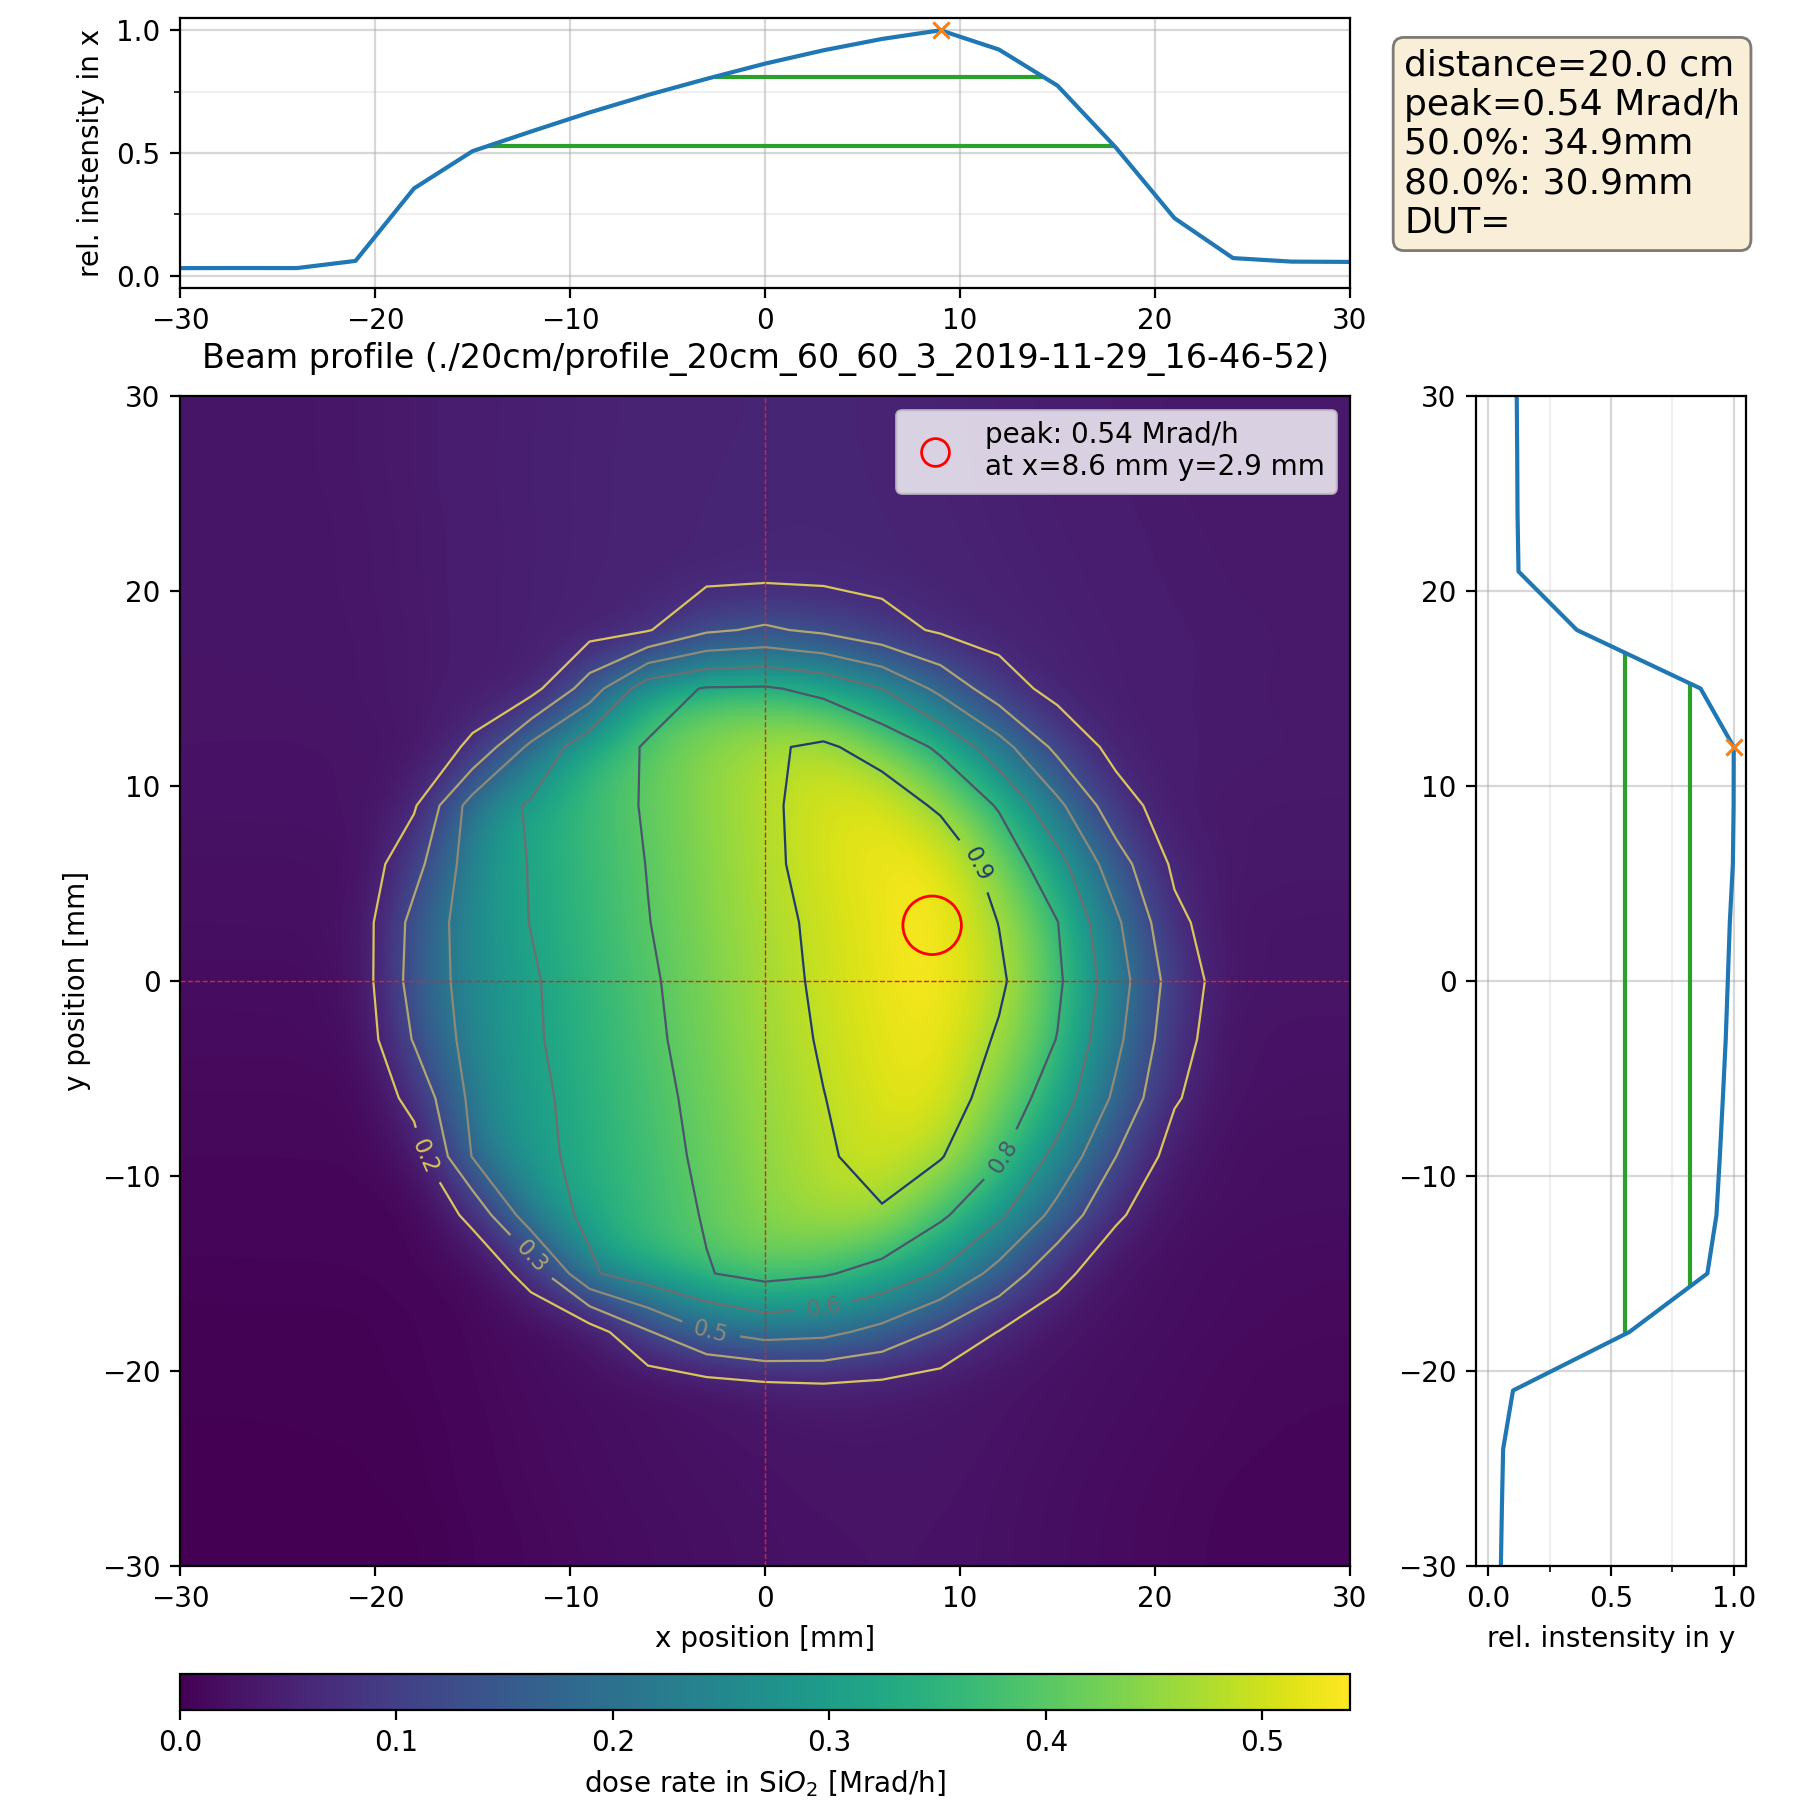 rel. instensity in x
1.0
0.5
0.0
−30 −20 −10 0 10 20 30
distance=20.0 cm
peak=0.54 Mrad/h
50.0%: 34.9mm
80.0%: 30.9mm
DUT=
Beam profile (./20cm/profile_20cm_60_60_3_2019-11-29_16-46-52)
peak: 0.54 Mrad/h
at x=8.6 mm y=2.9 mm
y position [mm]
30
20
10
0
−10
−20
−30
0.9
0.8
0.2
0.3
0.6
0.5
−30 −20 −10 0 10 20 30
x position [mm]
30
20
10
0
−10
−20
−30
0.0 0.5 1.0
rel. instensity in y
0.0 0.1 0.2 0.3 0.4 0.5
dose rate in SiO₂ [Mrad/h]